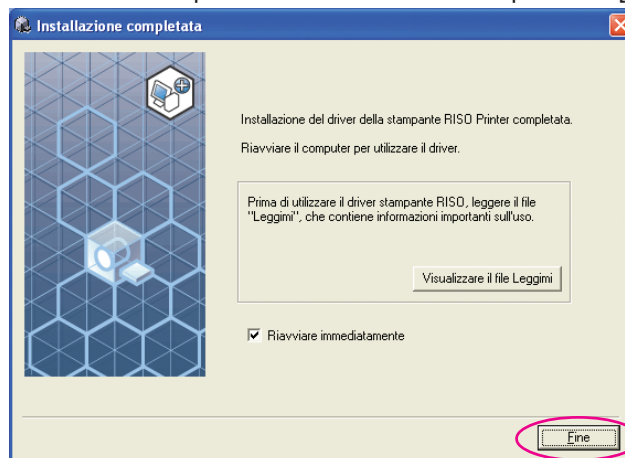 Installazione completata
Installazione del driver della stampante RISO Printer completata.
Riavviare il computer per utilizzare il driver.
Prima di utilizzare il driver stampante RISO, leggere il file
"Leggimi", che contiene informazioni importanti sull'uso.
Visualizzare il file Leggimi
Riavviare immediatamente
Fine